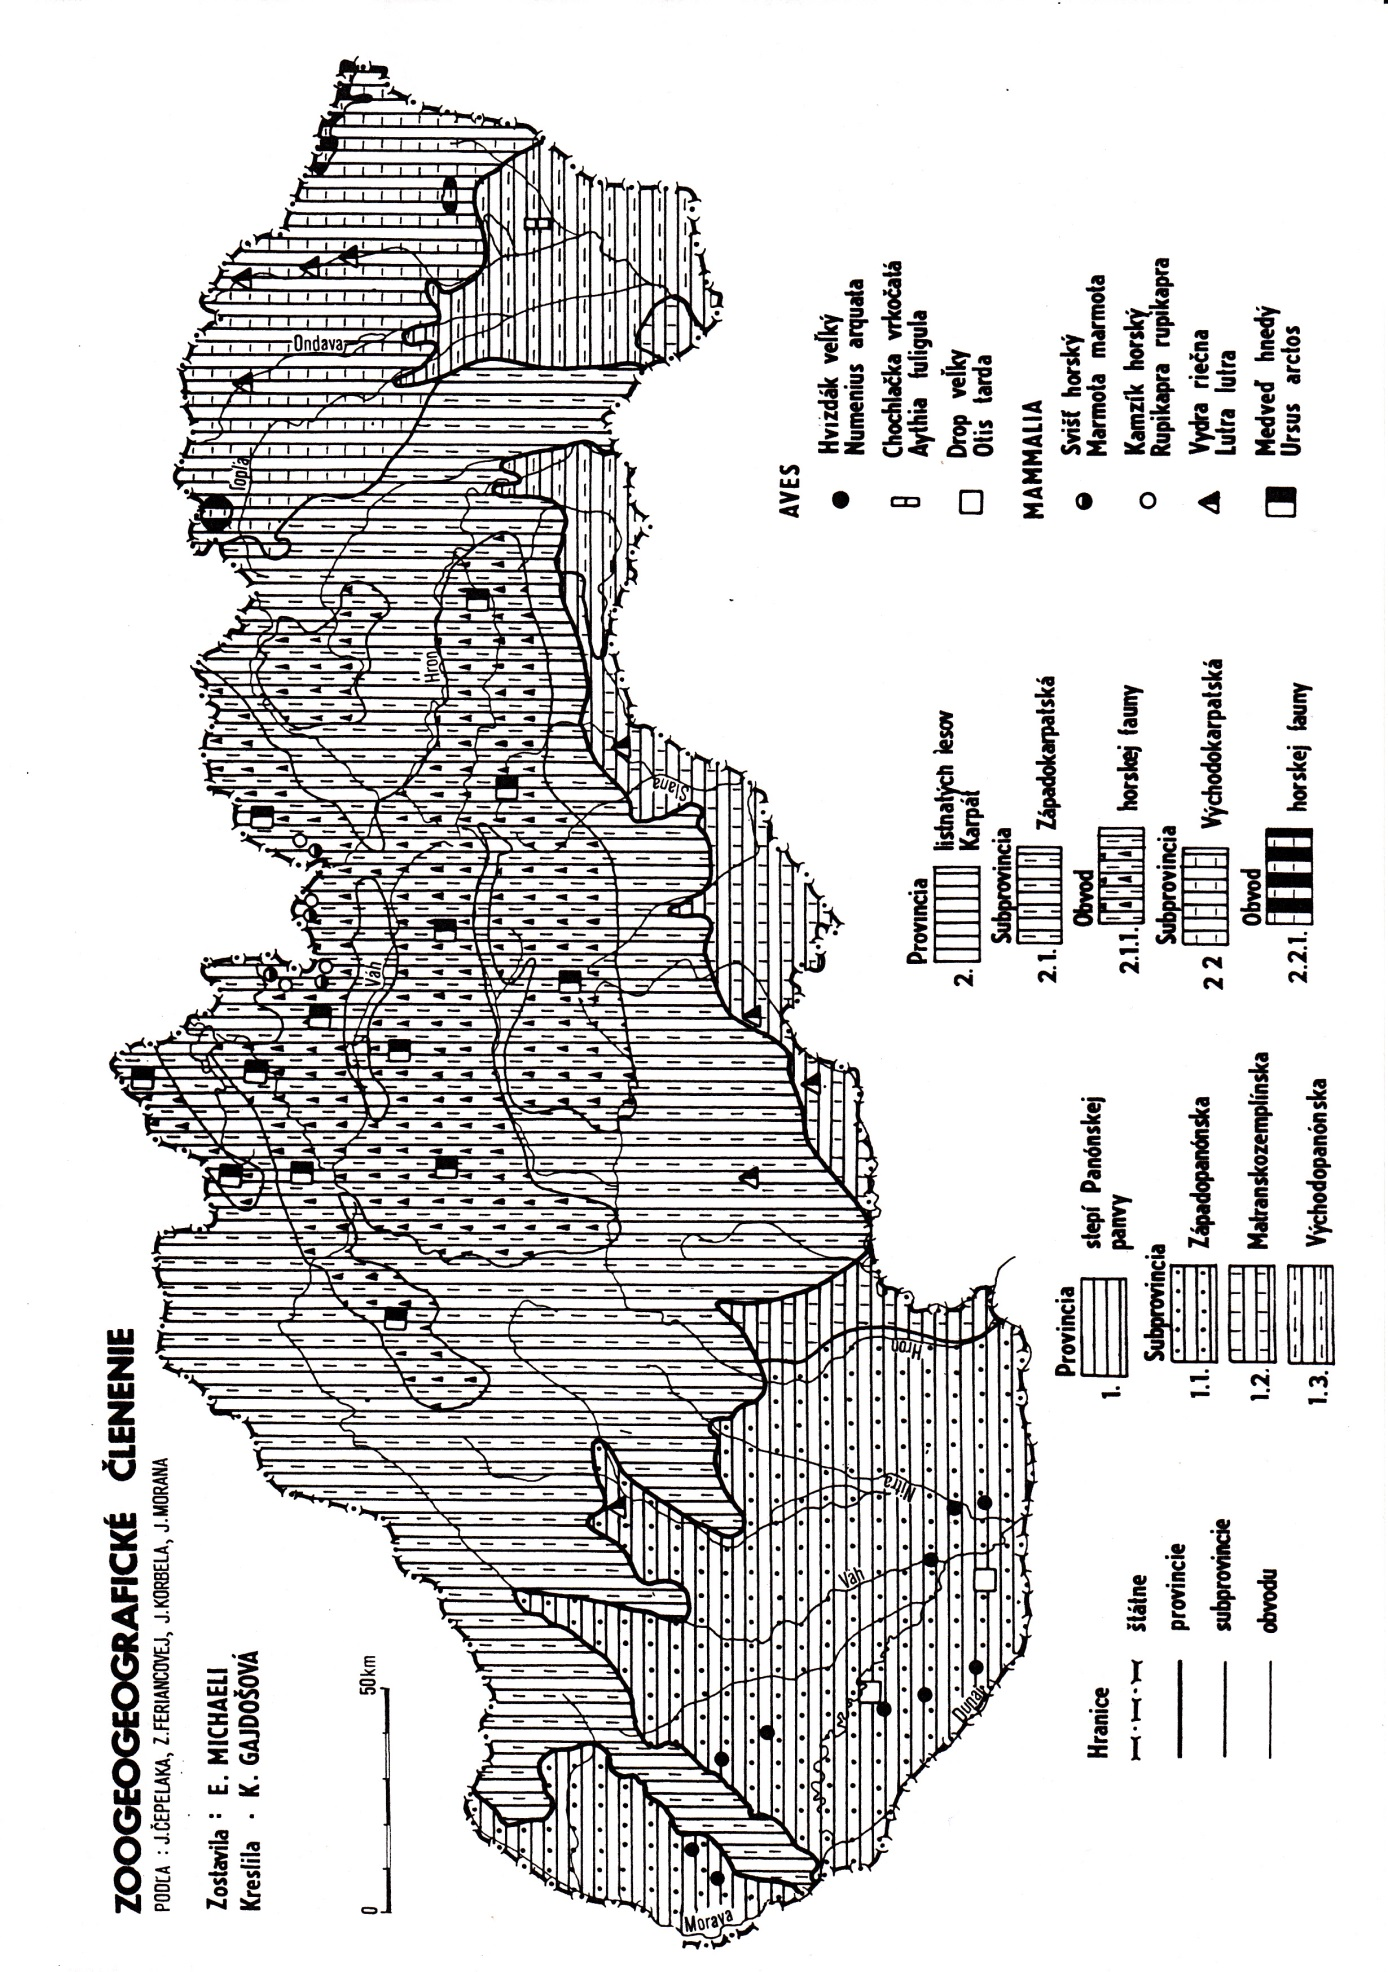 ZOOGEOGRAFICKÉ ČLENENIE
PODĽA : J.ČEPELAKA, Z.FERIANCOVEJ, J.KORBELA, J.MORANA
Zostavila : E. MICHAELI
Kreslila · K. GAJDOŠOVÁ
0 50km
Morava
Dunaj
Váh
Nitra
Hron
Váh
Slaná
Hron
Topľa
Ondava
Hranice
štátne
provincie
subprovincie
obvodu
Provincia
1. stepí Panónskej
panvy
Subprovincia
1.1. Západopanónska
1.2. Matranskozemplínska
1.3. Východopanónska
Provincia
2. listnatých lesov
Karpát
Subprovincia
2.1. Západokarpatská
Obvod
2.1.1. horskej fauny
Subprovincia
2 2 Východokarpatská
Obvod
2.2.1. horskej fauny
AVES
Hvizdák veľký
Numenius arquata
Chochlačka vrkočatá
Aythia fuligula
Drop veľký
Otis tarda
MAMMALIA
Svišť horský
Marmota marmota
Kamzík horský
Rupikapra rupikapra
Vydra riečna
Lutra lutra
Medveď hnedý
Ursus arctos